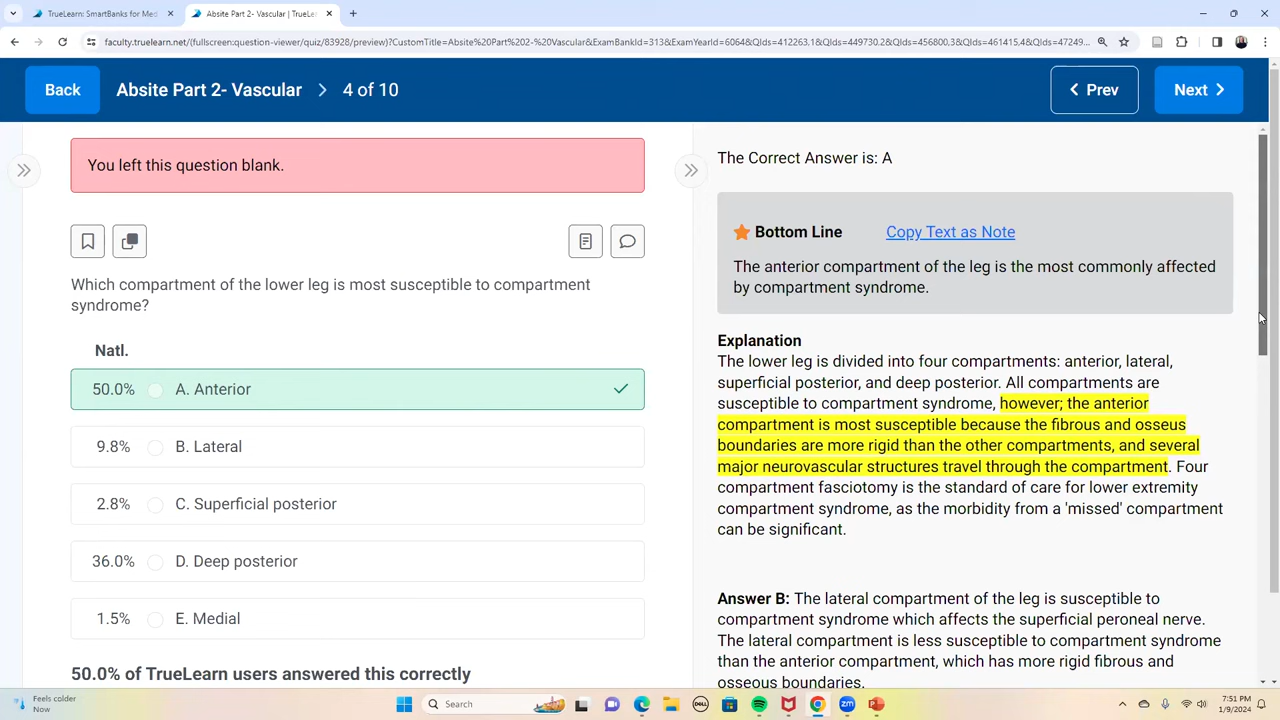 TrueLearn: SmartBanks for Med
Absite Part 2- Vascular | TrueLe
faculty.truelearn.net/(fullscreen:question-viewer/quiz/83928/preview)?CustomTitle=Absite%20Part%202-%20Vascular&ExamBankId=313&ExamYearId=6064&QIds=412263,1&QIds=449730,2&QIds=456800,3&QIds=461415,4&QIds=47249...
Back
Absite Part 2- Vascular
4 of 10
Prev
Next
You left this question blank.
Which compartment of the lower leg is most susceptible to compartment
syndrome?
Natl.
50.0% A. Anterior
9.8% B. Lateral
2.8% C. Superficial posterior
36.0% D. Deep posterior
1.5% E. Medial
50.0% of TrueLearn users answered this correctly
The Correct Answer is: A
Bottom Line Copy Text as Note
The anterior compartment of the leg is the most commonly affected
by compartment syndrome.
Explanation
The lower leg is divided into four compartments: anterior, lateral,
superficial posterior, and deep posterior. All compartments are
susceptible to compartment syndrome, however; the anterior
compartment is most susceptible because the fibrous and osseus
boundaries are more rigid than the other compartments, and several
major neurovascular structures travel through the compartment. Four
compartment fasciotomy is the standard of care for lower extremity
compartment syndrome, as the morbidity from a 'missed' compartment
can be significant.
Answer B: The lateral compartment of the leg is susceptible to
compartment syndrome which affects the superficial peroneal nerve.
The lateral compartment is less susceptible to compartment syndrome
than the anterior compartment, which has more rigid fibrous and
osseous boundaries.
Feels colder
Now
Search
DELL
zm
7:51 PM
1/9/2024